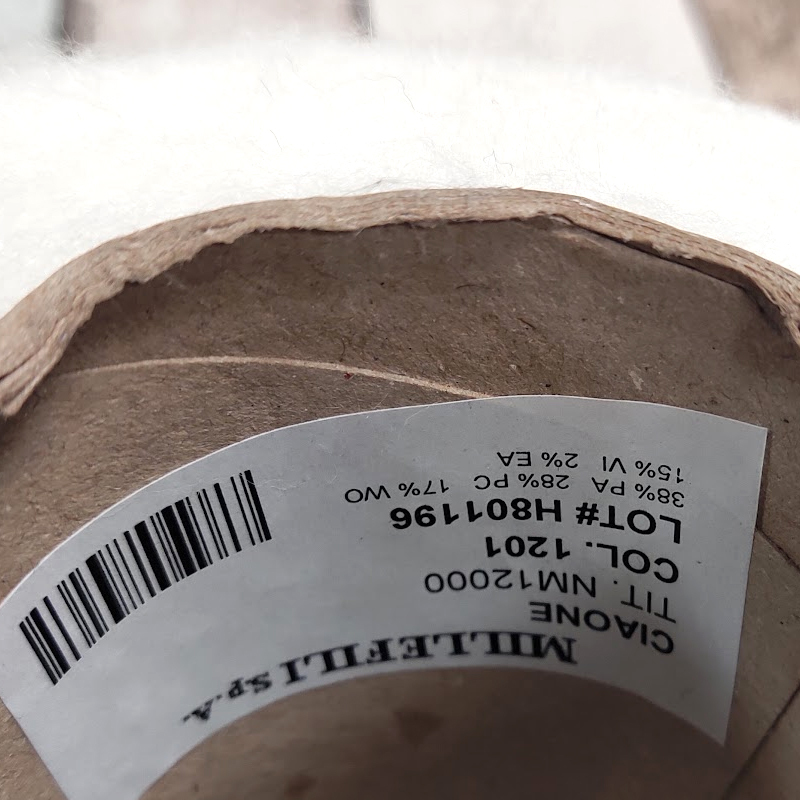 MILLEFILI S.p.A.
CIAONE
TIT. NM12000
COL. 1201
LOT# H801196
38% PA 28% PC 17% WO
15% VI 2% EA